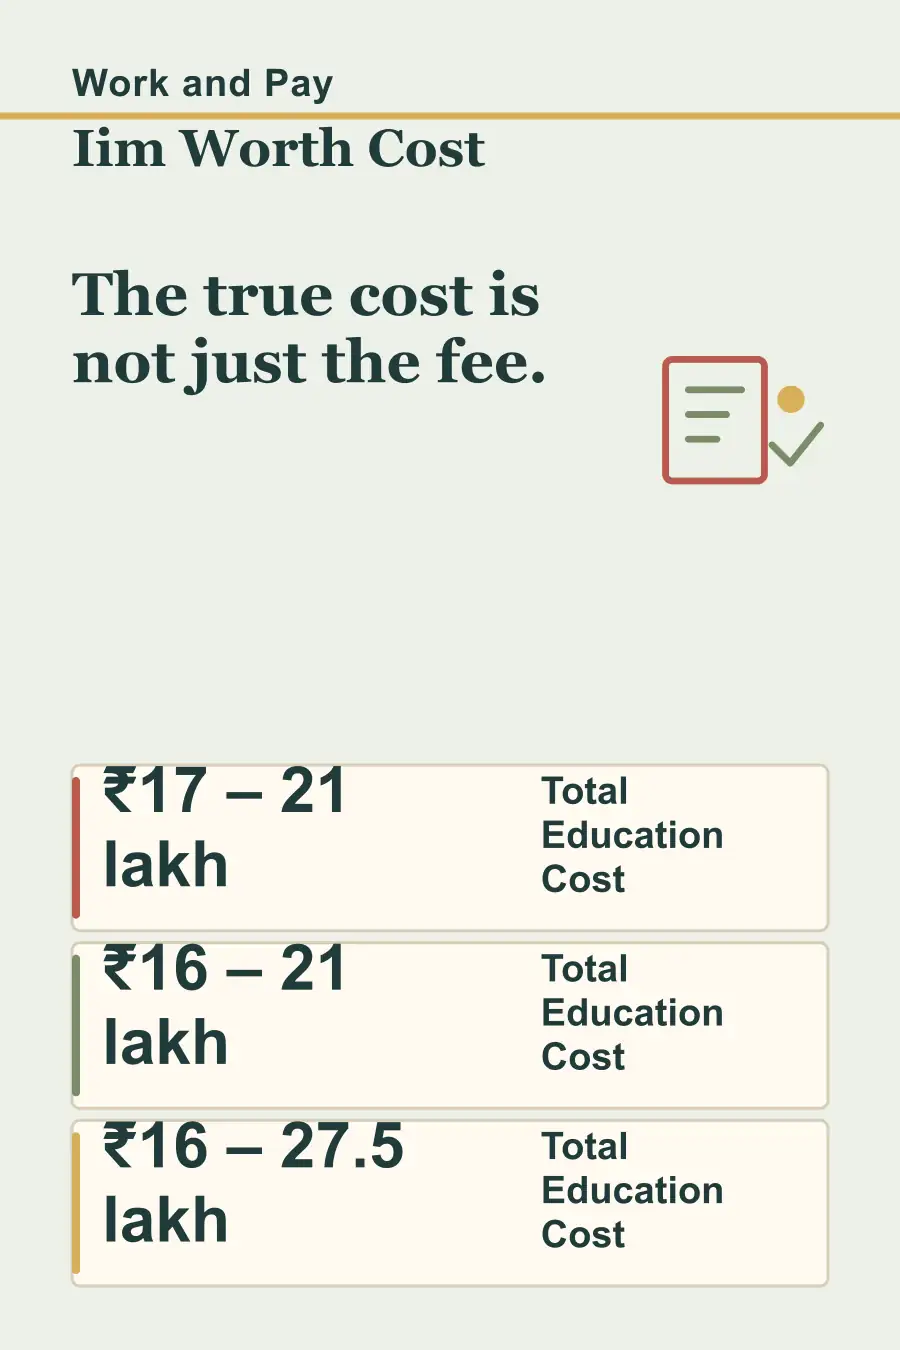 Work and Pay
Iim Worth Cost
The true cost is
not just the fee.
₹17 – 21
lakh
Total
Education
Cost
₹16 – 21
lakh
Total
Education
Cost
₹16 – 27.5
lakh
Total
Education
Cost